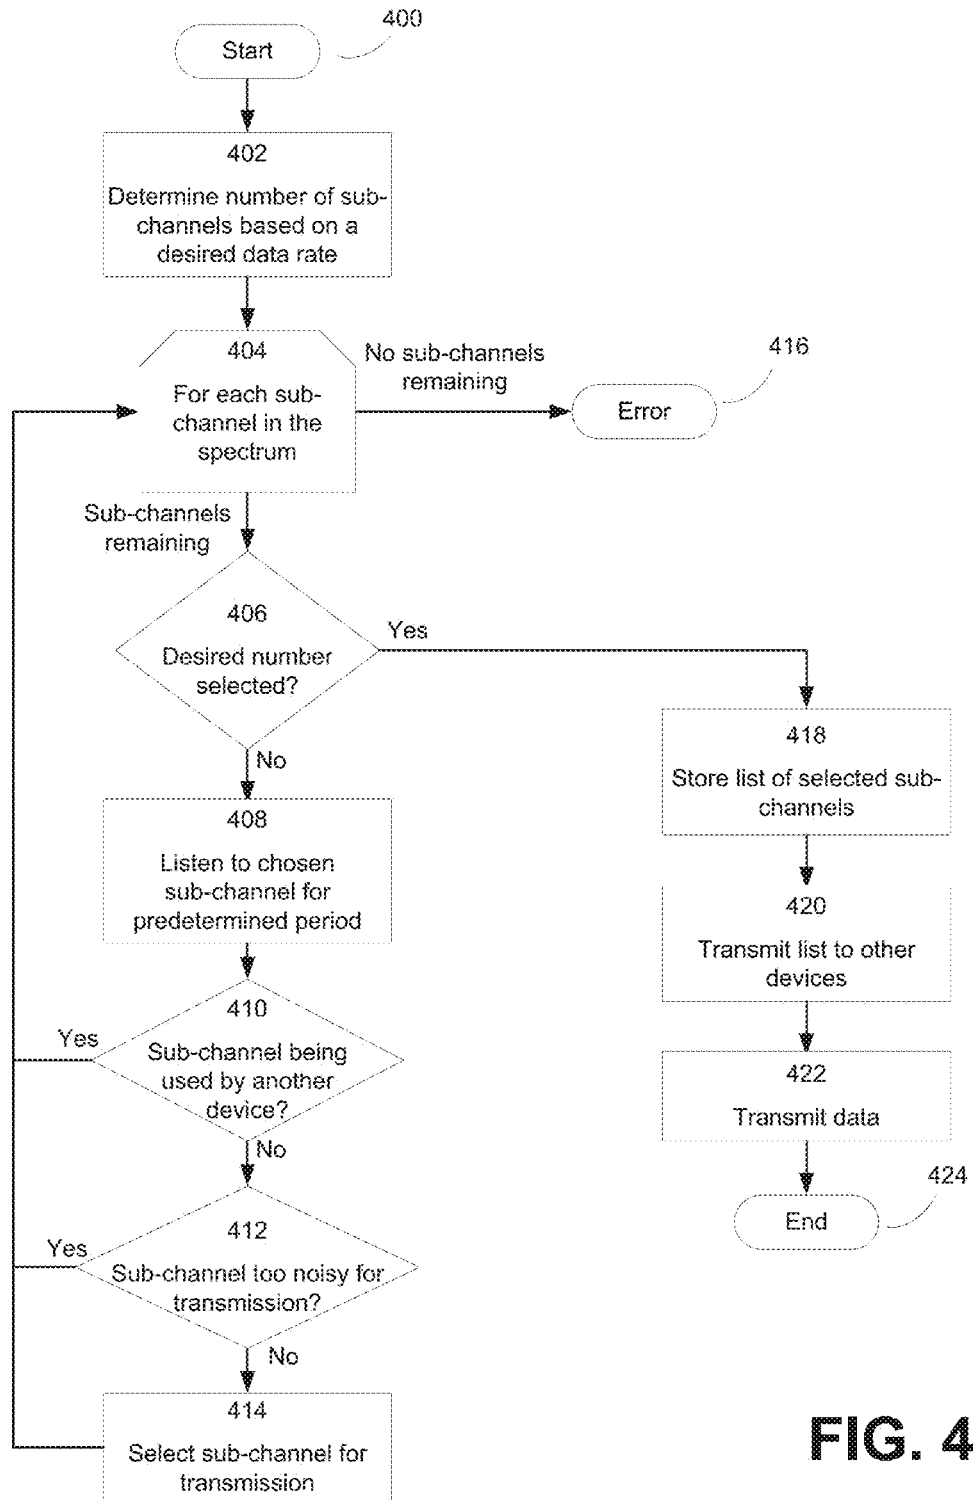 400
Start
402
Determine number of sub-
channels based on a
desired data rate
404
For each sub-
channel in the
spectrum
No sub-channels
remaining
416
Error
Sub-channels
remaining
406
Desired number
selected?
Yes
No
408
Listen to chosen
sub-channel for
predetermined period
410
Sub-channel being
used by another
device?
Yes
No
412
Sub-channel too noisy for
transmission?
Yes
No
414
Select sub-channel for
transmission
418
Store list of selected sub-
channels
420
Transmit list to other
devices
422
Transmit data
424
End
FIG. 4